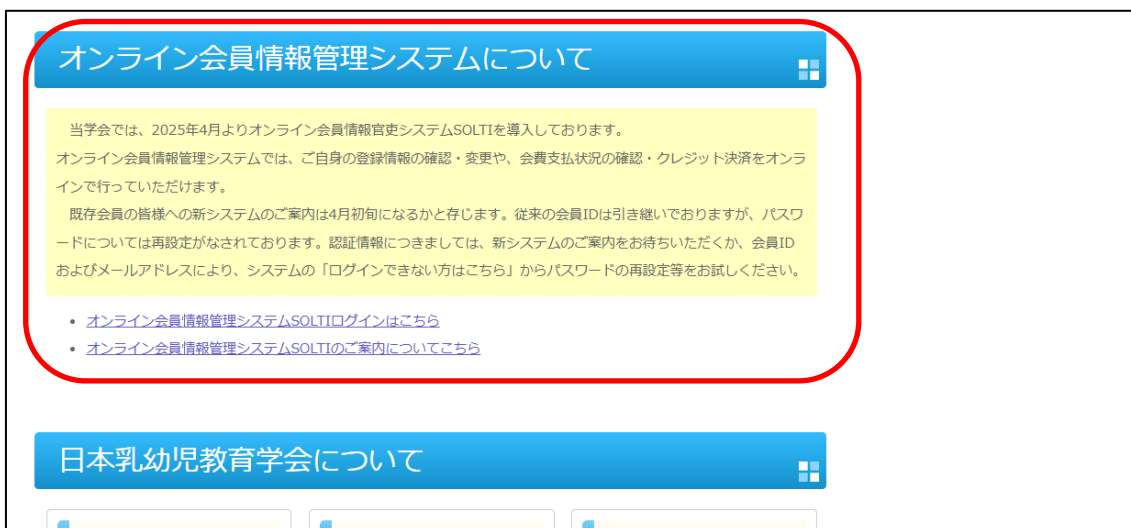 オンライン会員情報管理システムについて
当学会では、2025年4月よりオンライン会員情報官吏システムSOLTIを導入しております。
オンライン会員情報管理システムでは、ご自身の登録情報の確認・変更や、会費支払状況の確認・クレジット決済をオンラ
インで行っていただけます。
既存会員の皆様への新システムのご案内は4月初旬になるかと存じます。従来の会員IDは引き継いでおりますが、パスワ
ードについては再設定がなされております。認証情報につきましては、新システムのご案内をお待ちいただくか、会員ID
およびメールアドレスにより、システムの「ログインできない方はこちら」からパスワードの再設定等をお試しください。
• オンライン会員情報管理システムSOLTIログインはこちら
• オンライン会員情報管理システムSOLTIのご案内についてこちら
日本乳幼児教育学会について